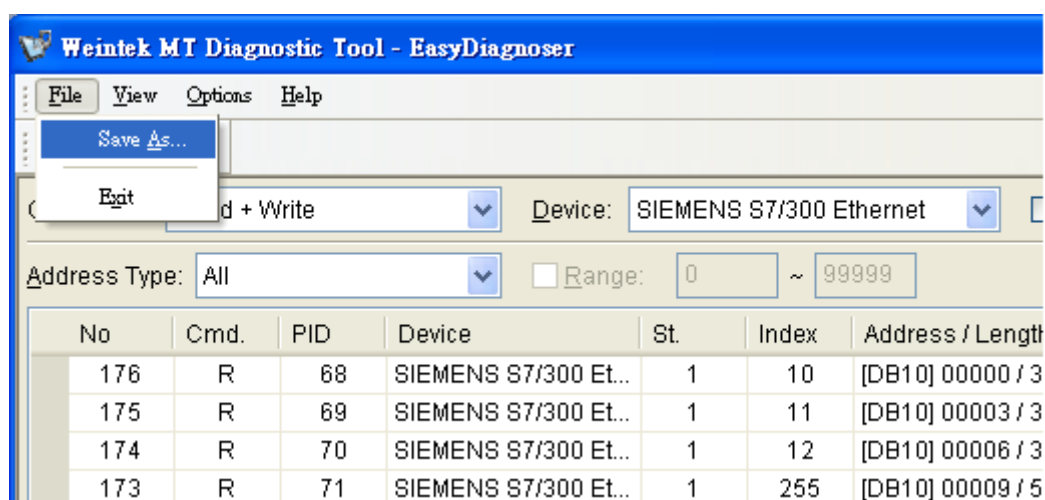 Weintek MT Diagnostic Tool - EasyDiagnoser
File View Options Help
Save As...
Exit
d + Write Device: SIEMENS S7/300 Ethernet
Address Type: All Range: 0 ~ 99999
No Cmd. PID Device St. Index Address / Length
176 R 68 SIEMENS S7/300 Et... 1 10 [DB10] 00000 / 3
175 R 69 SIEMENS S7/300 Et... 1 11 [DB10] 00003 / 3
174 R 70 SIEMENS S7/300 Et... 1 12 [DB10] 00006 / 3
173 R 71 SIEMENS S7/300 Et... 1 255 [DB10] 00009 / 5